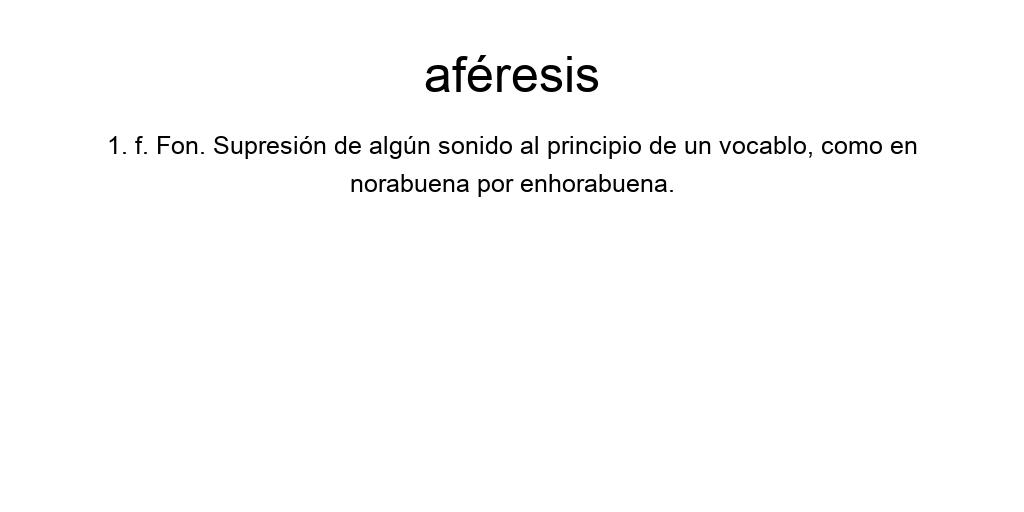 aféresis
1. f. Fon. Supresión de algún sonido al principio de un vocablo, como en
norabuena por enhorabuena.